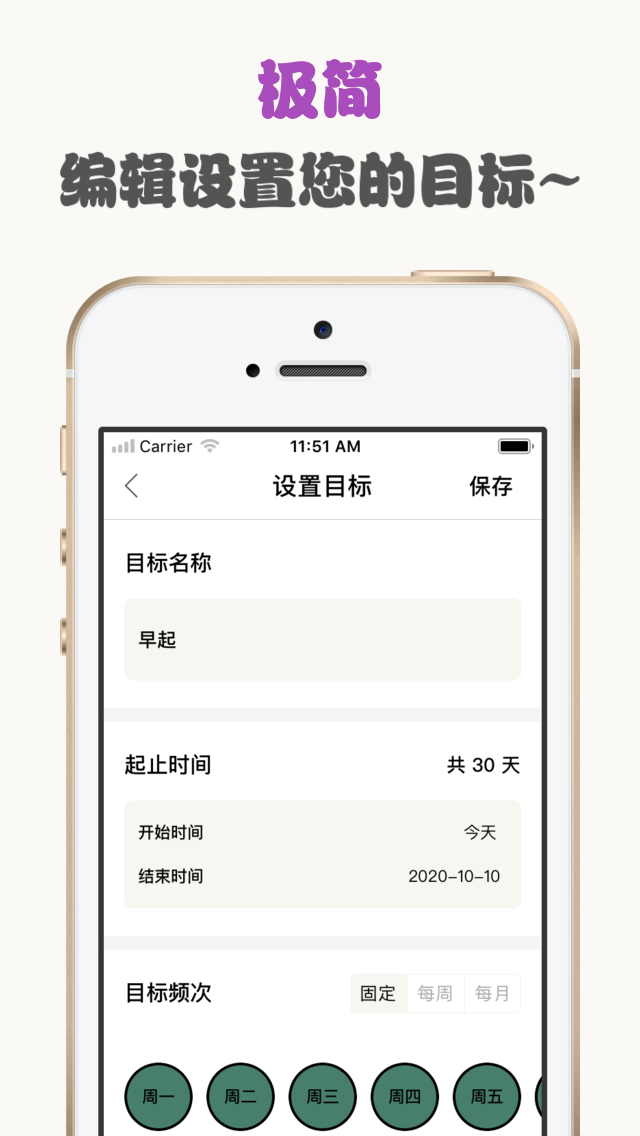 极简
编辑设置您的目标~
Carrier 11:51 AM
设置目标 保存
目标名称
早起
起止时间 共 30 天
开始时间 今天
结束时间 2020-10-10
目标频次 固定 每周 每月
周一 周二 周三 周四 周五